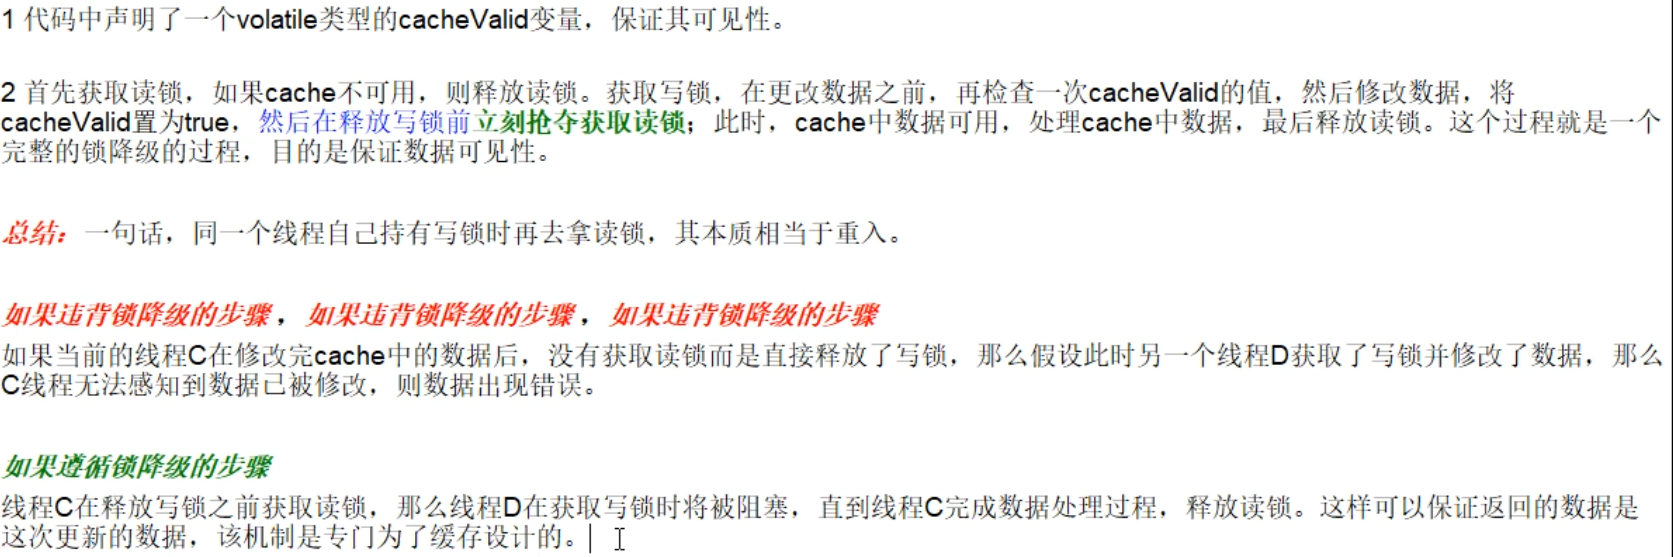 1 代码中声明了一个volatile类型的cacheValid变量，保证其可见性。
2 首先获取读锁，如果cache不可用，则释放读锁。获取写锁，在更改数据之前，再检查一次cacheValid的值，然后修改数据，将
cacheValid置为true，然后在释放写锁前立刻抢夺获取读锁；此时，cache中数据可用，处理cache中数据，最后释放读锁。这个过程就是一个
完整的锁降级的过程，目的是保证数据可见性。
总结：一句话，同一个线程自己持有写锁时再去拿读锁，其本质相当于重入。
如果违背锁降级的步骤，如果违背锁降级的步骤，如果违背锁降级的步骤
如果当前的线程C在修改完cache中的数据后，没有获取读锁而是直接释放了写锁，那么假设此时另一个线程D获取了写锁并修改了数据，那么
C线程无法感知到数据已被修改，则数据出现错误。
如果遵循锁降级的步骤
线程C在释放写锁之前获取读锁，那么线程D在获取写锁时将被阻塞，直到线程C完成数据处理过程，释放读锁。这样可以保证返回的数据是
这次更新的数据，该机制是专门为了缓存设计的。